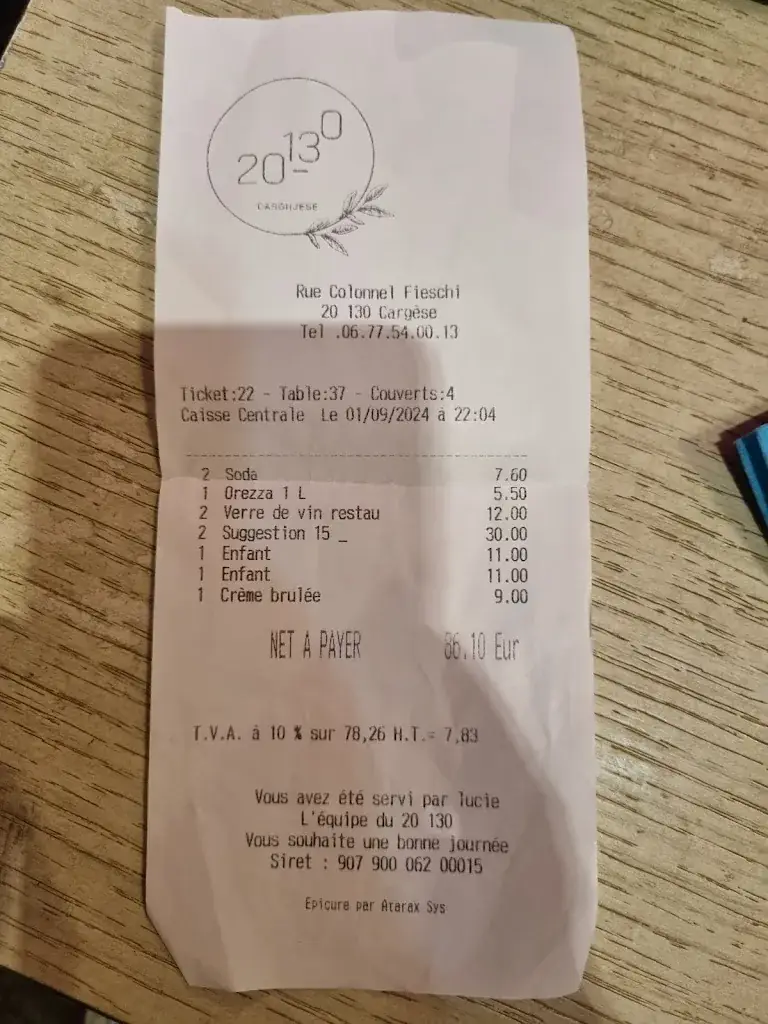 20 130
CARGHJESE
Rue Colonnel Fieschi
20 130 Cargèse
Tel .06.77.54.00.13
Ticket:22 - Table:37 - Couverts:4
Caisse Centrale Le 01/09/2024 à 22:04
2 Soda 7.60
1 Orezza 1 L 5.50
2 Verre de vin restau 12.00
2 Suggestion 15 _ 30.00
1 Enfant 11.00
1 Enfant 11.00
1 Crème brulée 9.00
NET A PAYER 86.10 Eur
T.V.A. à 10 % sur 78,26 H.T.= 7,83
Vous avez été servi par lucie
L'équipe du 20 130
Vous souhaite une bonne journée
Siret : 907 900 062 00015
Epicure par Atarax Sys